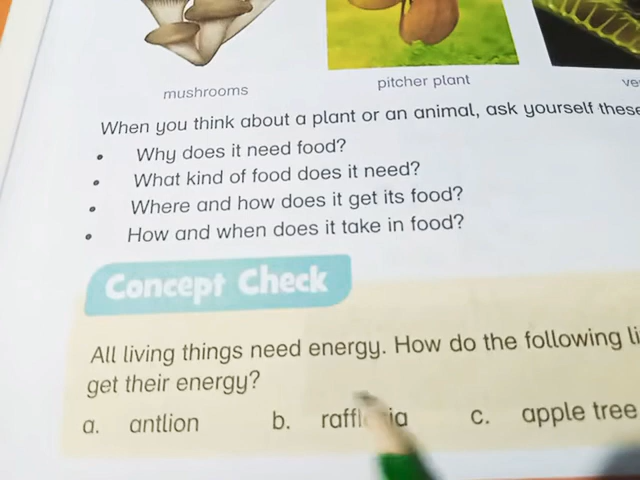 mushrooms
pitcher plant
When you think about a plant or an animal, ask yourself these
• Why does it need food?
• What kind of food does it need?
• Where and how does it get its food?
• How and when does it take in food?
Concept Check
All living things need energy. How do the following
get their energy?
a. antlion b. c. apple tree